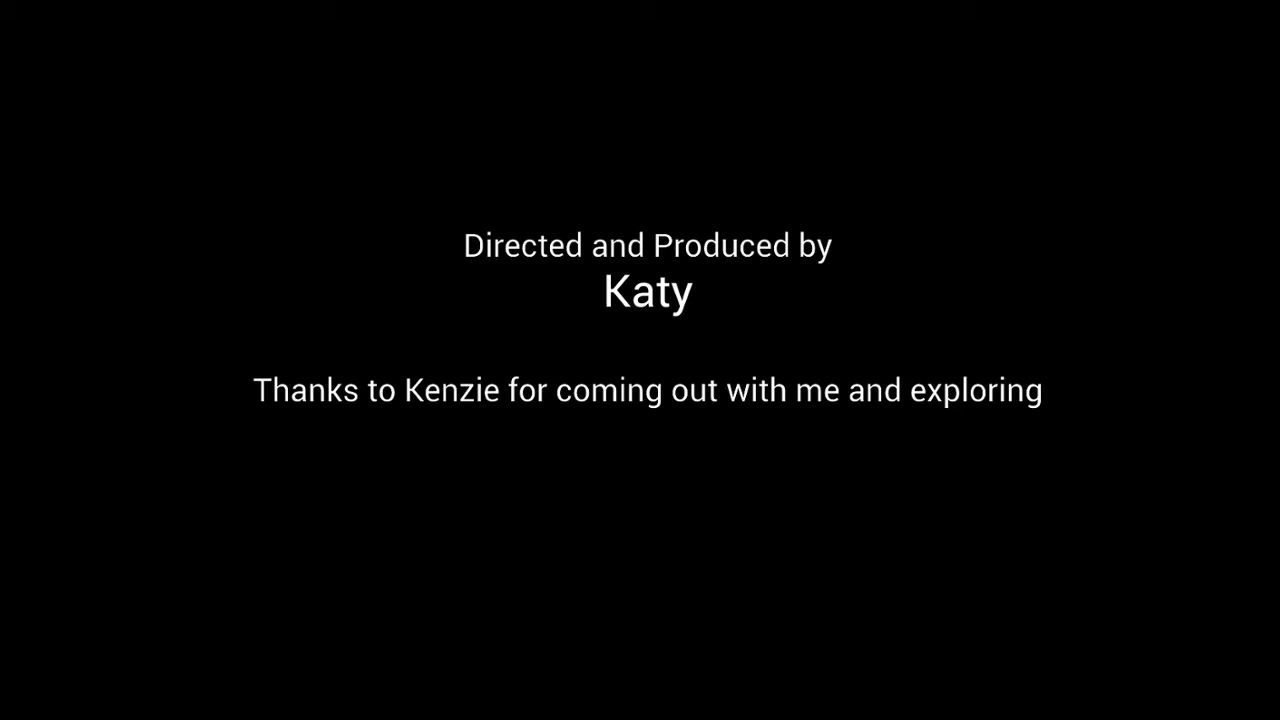 Directed and Produced by
Katy
Thanks to Kenzie for coming out with me and exploring